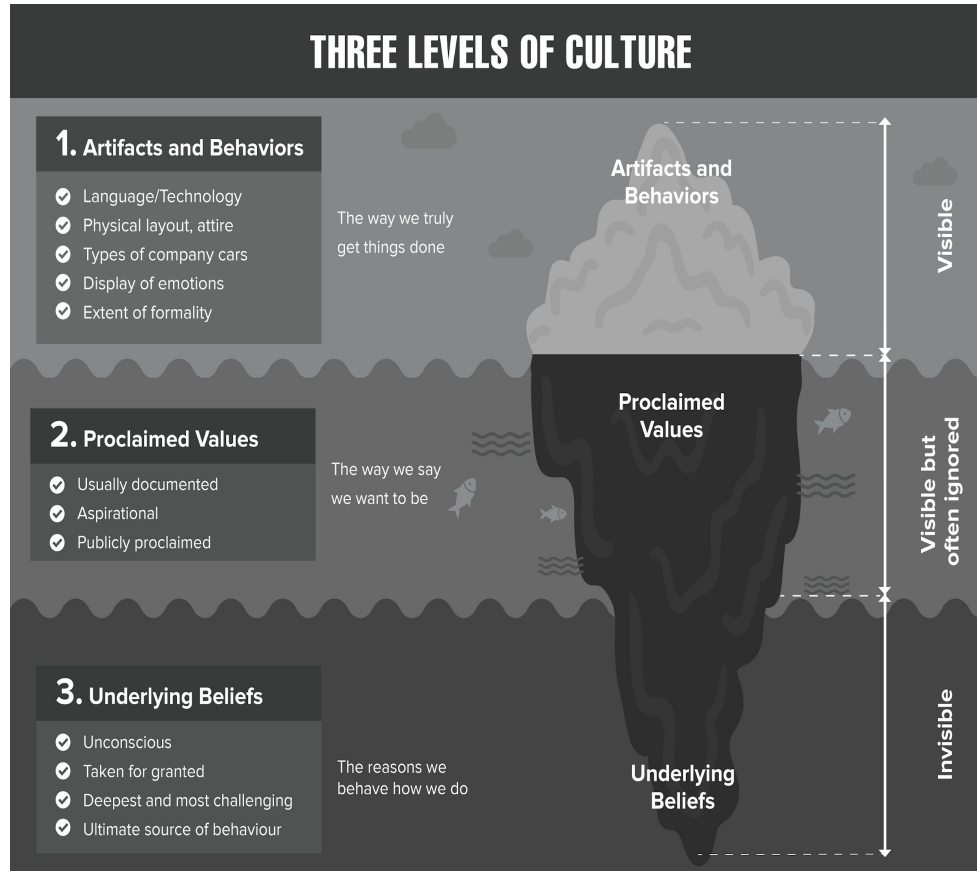 THREE LEVELS OF CULTURE
1. Artifacts and Behaviors
Language/Technology
Physical layout, attire
Types of company cars
Display of emotions
Extent of formality
The way we truly
get things done
Artifacts and
Behaviors
Visible
2. Proclaimed Values
Usually documented
Aspirational
Publicly proclaimed
The way we say
we want to be
Proclaimed
Values
Visible but
often ignored
3. Underlying Beliefs
Unconscious
Taken for granted
Deepest and most challenging
Ultimate source of behaviour
The reasons we
behave how we do
Underlying
Beliefs
Invisible